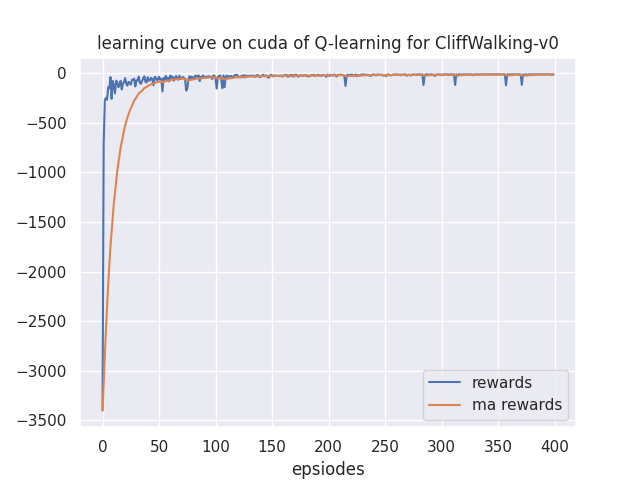 learning curve on cuda of Q-learning for CliffWalking-v0
0
−500
−1000
−1500
−2000
−2500
−3000
−3500
rewards
ma rewards
0 50 100 150 200 250 300 350 400
epsiodes